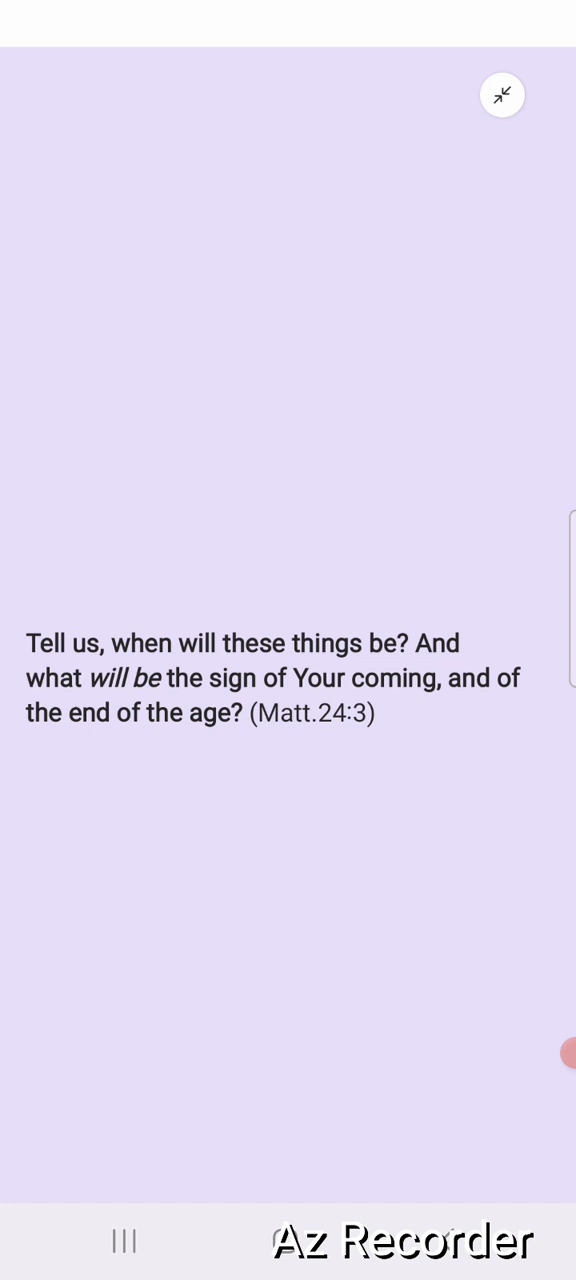 Tell us, when will these things be? And
what will be the sign of Your coming, and of
the end of the age? (Matt.24:3)
Az Recorder